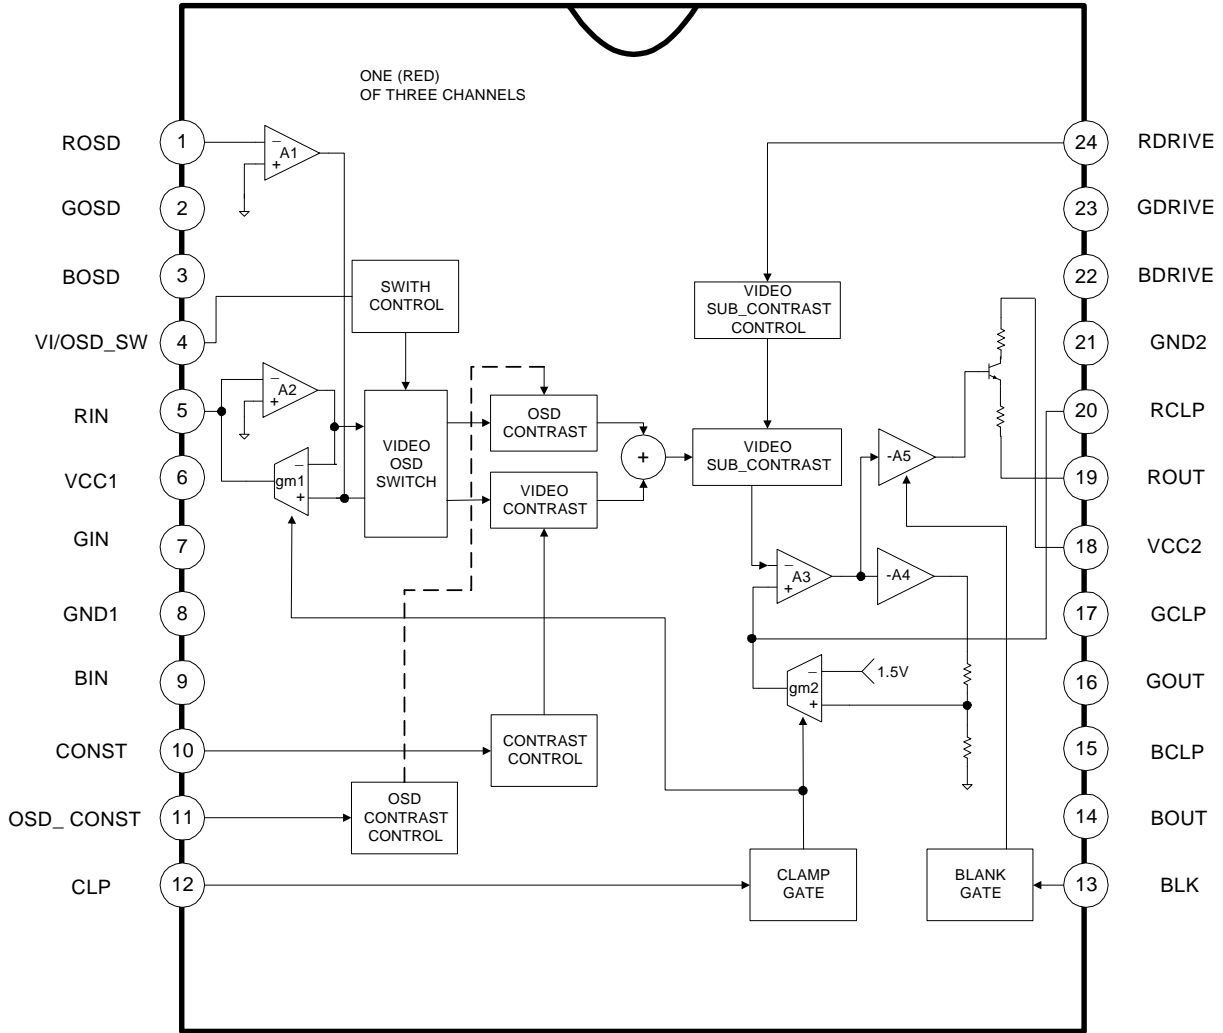 ONE (RED)
OF THREE CHANNELS
ROSD
1
GOSD
2
BOSD
3
VI/OSD_SW
4
RIN
5
VCC1
6
GIN
7
GND1
8
BIN
9
CONST
10
OSD_ CONST
11
CLP
12
−
A1
+
SWITH
CONTROL
−
A2
+
−
gm1
+
VIDEO
OSD
SWITCH
OSD
CONTRAST
VIDEO
CONTRAST
+
CONTRAST
CONTROL
OSD
CONTRAST
CONTROL
VIDEO
SUB_CONTRAST
CONTROL
VIDEO
SUB_CONTRAST
−
A3
+
-A4
-A5
−
gm2
+
1.5V
CLAMP
GATE
BLANK
GATE
24
RDRIVE
23
GDRIVE
22
BDRIVE
21
GND2
20
RCLP
19
ROUT
18
VCC2
17
GCLP
16
GOUT
15
BCLP
14
BOUT
13
BLK